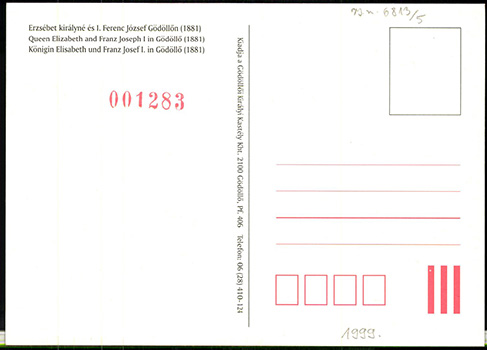 Erzsébet királyné és I. Ferenc József Gödöllőn (1881)
Queen Elizabeth and Franz Joseph I in Gödöllő (1881)
Königin Elisabeth und Franz Josef I. in Gödöllő (1881)
001283
Kiadja a Gödöllői Királyi Kastély Kht. 2100 Gödöllő, Pf. 406 Telefon: 06 (28) 410-124
6813/5
1999.